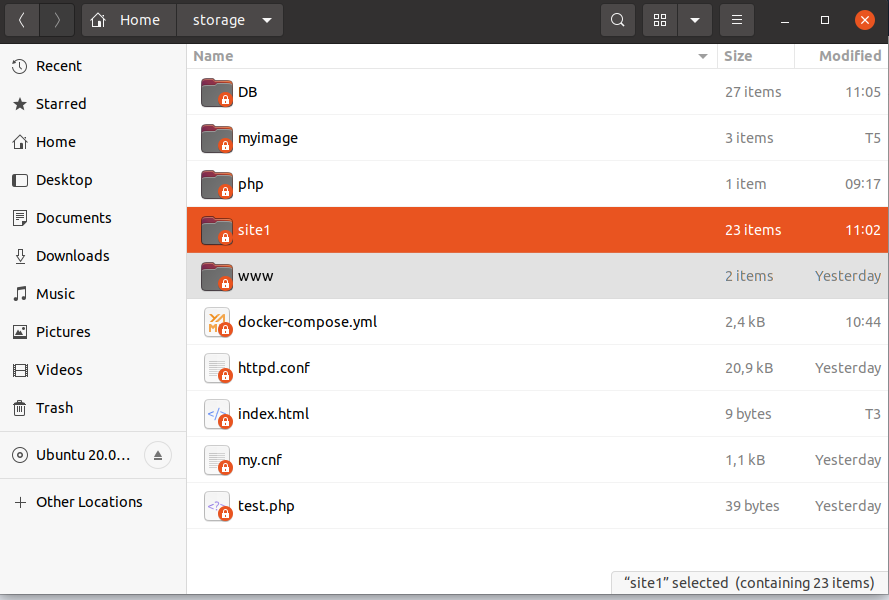 Home storage
Name Size Modified
Recent
Starred
Home
Desktop
Documents
Downloads
Music
Pictures
Videos
Trash
Ubuntu 20.0...
Other Locations
DB 27 items 11:05
myimage 3 items T5
php 1 item 09:17
site1 23 items 11:02
www 2 items Yesterday
docker-compose.yml 2,4 kB 10:44
httpd.conf 20,9 kB Yesterday
index.html 9 bytes T3
my.cnf 1,1 kB Yesterday
test.php 39 bytes Yesterday
“site1” selected (containing 23 items)